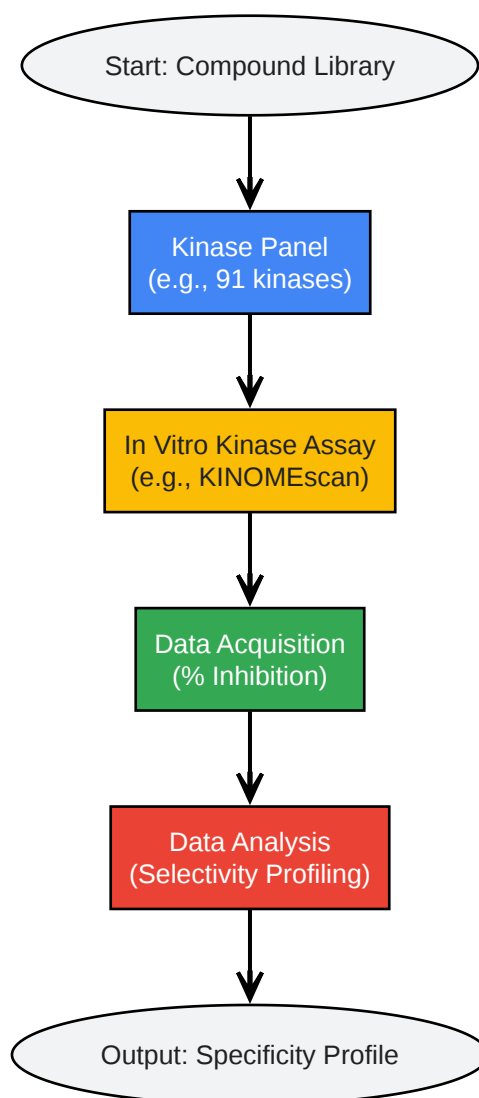 Start: Compound Library
Kinase Panel
(e.g., 91 kinases)
In Vitro Kinase Assay
(e.g., KINOMEscan)
Data Acquisition
(% Inhibition)
Data Analysis
(Selectivity Profiling)
Output: Specificity Profile